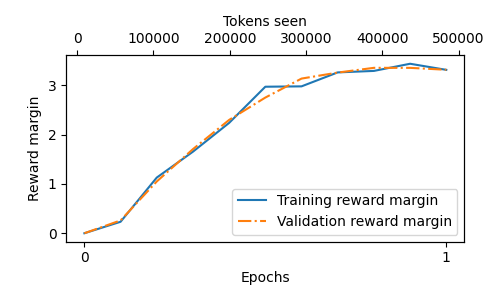 Tokens seen
0 100000 200000 300000 400000 500000
Reward margin
3
2
1
0
Training reward margin
Validation reward margin
0 1
Epochs